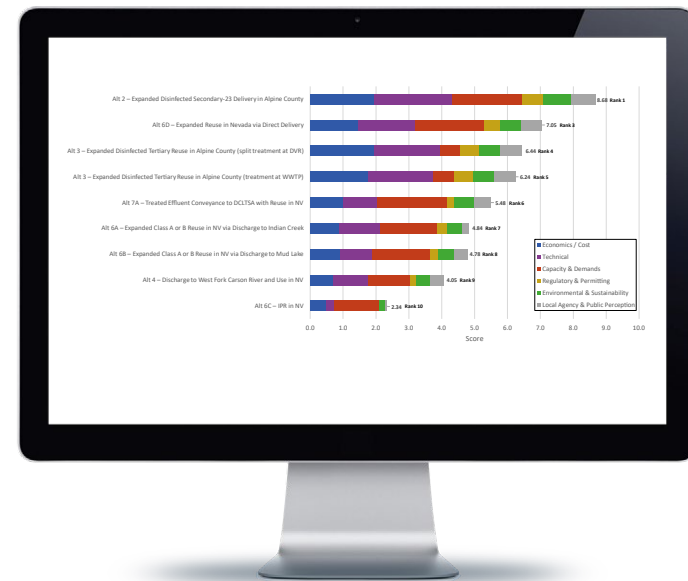 Alt 2 – Expanded Disinfected Secondary-23 Delivery in Alpine County
8.68 Rank 1
Alt 6D – Expanded Reuse in Nevada via Direct Delivery
7.05 Rank 3
Alt 3 – Expanded Disinfected Tertiary Reuse in Alpine County (split treatment at DVR)
6.44 Rank 4
Alt 3 – Expanded Disinfected Tertiary Reuse in Alpine County (treatment at WWTP)
6.24 Rank 5
Alt 7A – Treated Effluent Conveyance to DCLTSA with Reuse in NV
5.48 Rank 6
Alt 6A – Expanded Class A or B Reuse in NV via Discharge to Indian Creek
4.84 Rank 7
Alt 6B – Expanded Class A or B Reuse in NV via Discharge to Mud Lake
4.78 Rank 8
Alt 4 – Discharge to West Fork Carson River and Use in NV
4.05 Rank 9
Alt 6C – IPR in NV
2.34 Rank 10
Economics / Cost
Technical
Capacity & Demands
Regulatory & Permitting
Environmental & Sustainability
Local Agency & Public Perception
0.0 1.0 2.0 3.0 4.0 5.0 6.0 7.0 8.0 9.0 10.0
Score